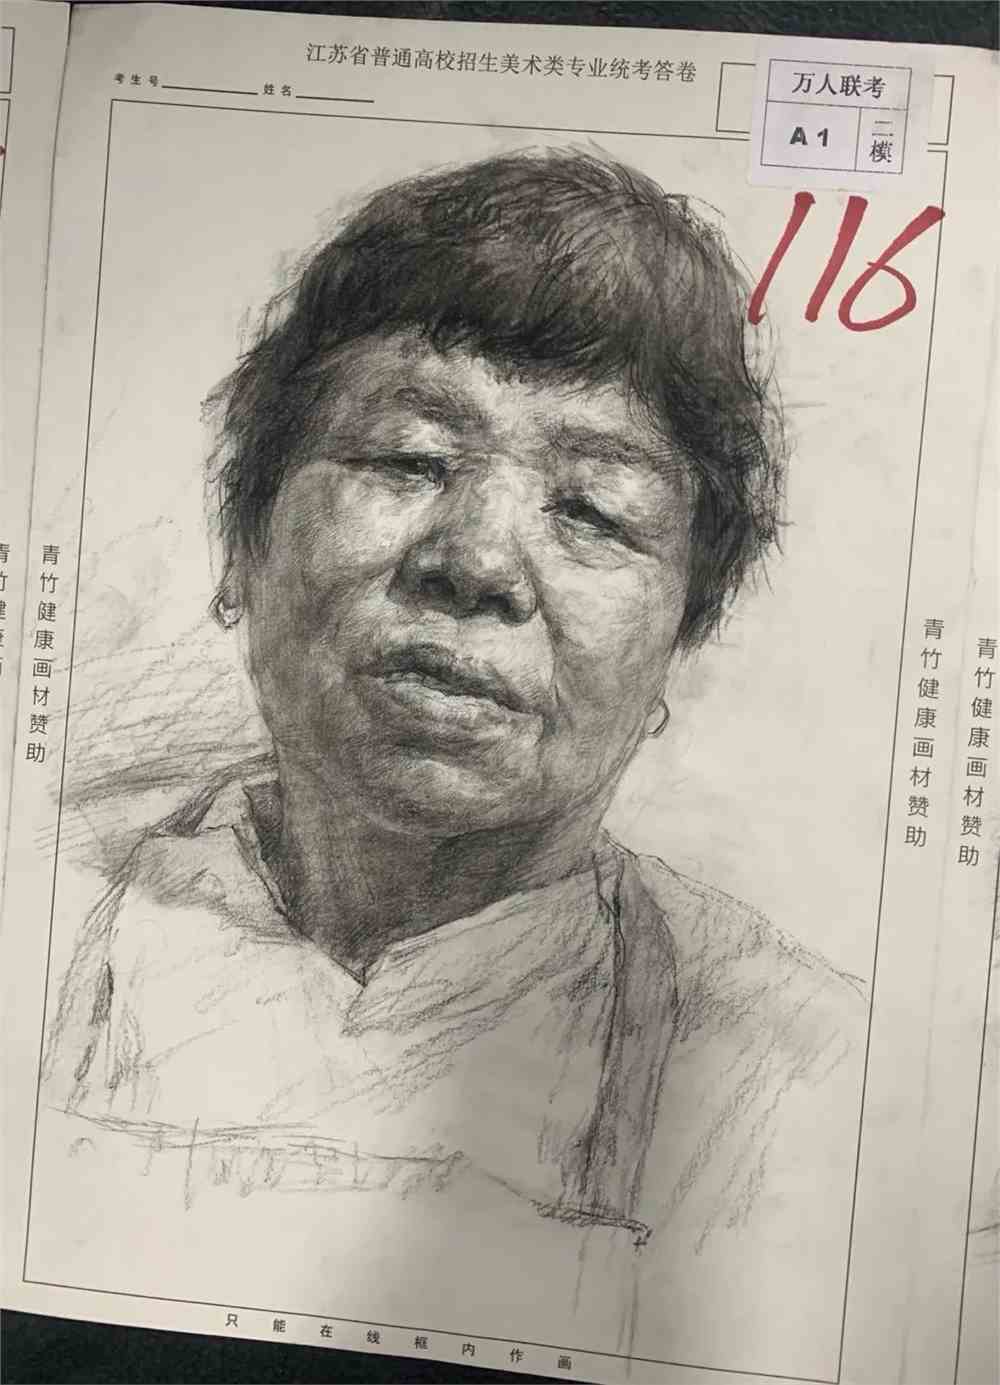 江苏省普通高校招生美术类专业统考答卷
考生号 姓名
万人联考
A 1
二模
116
青竹健康画材赞助
青竹健康画材赞助
青竹健康画材赞助
只能在线框内作画